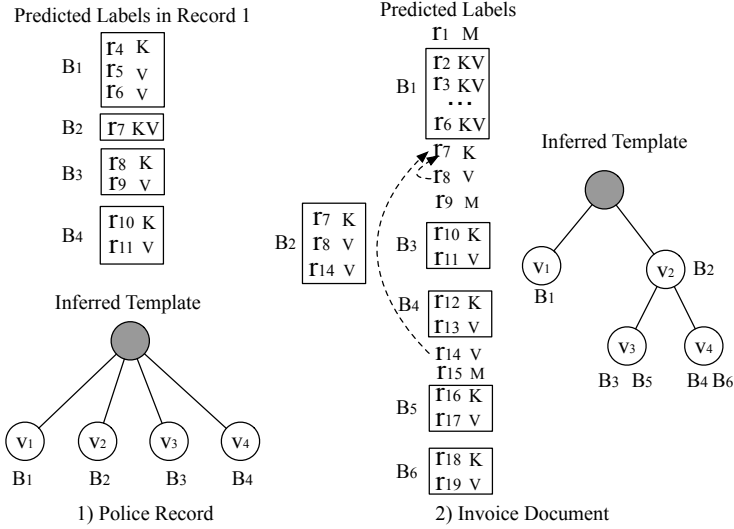 Predicted Labels in Record 1
B1
r4 K
r5 V
r6 V
B2
r7 KV
B3
r8 K
r9 V
B4
r10 K
r11 V
Inferred Template
v1 v2 v3 v4
B1 B2 B3 B4
1) Police Record
Predicted Labels
r1 M
B1
r2 KV
r3 KV
...
r6 KV
r7 K
r8 V
r9 M
B2
r7 K
r8 V
r14 V
B3
r10 K
r11 V
B4
r12 K
r13 V
r14 V
r15 M
B5
r16 K
r17 V
B6
r18 K
r19 V
Inferred Template
v1 v2 B2
B1
v3 v4
B3 B5 B4 B6
2) Invoice Document